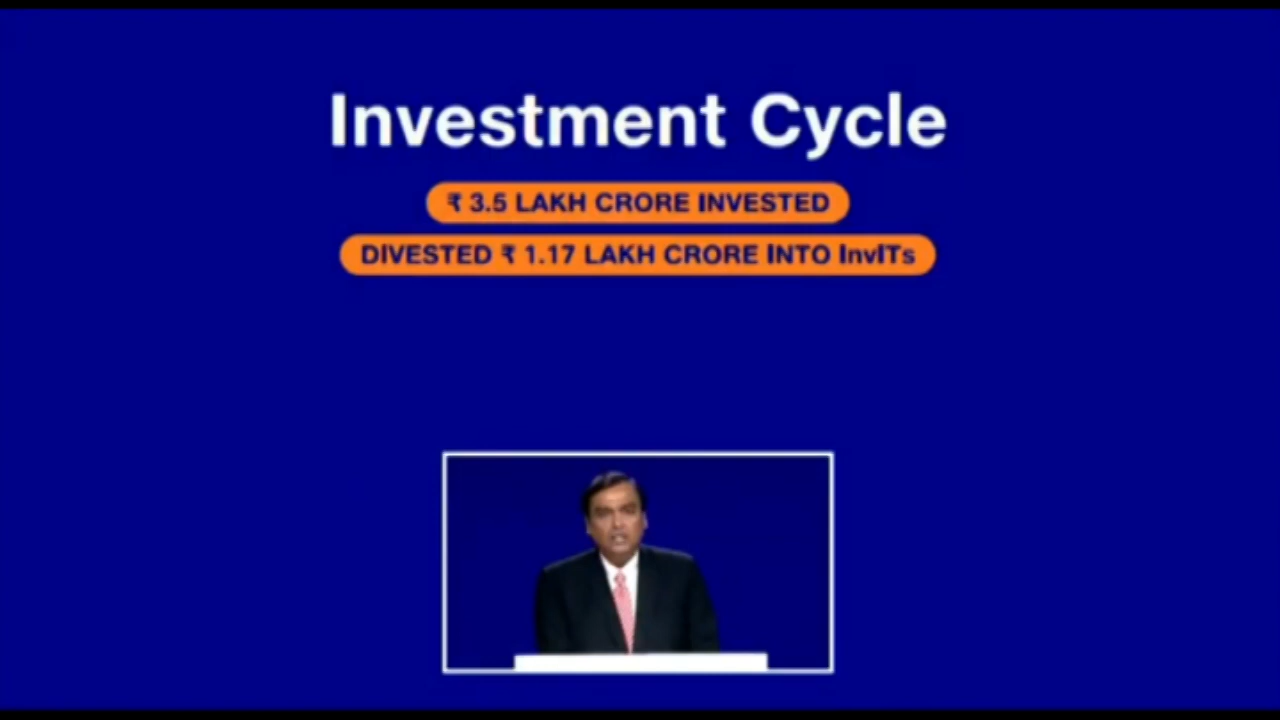 Investment Cycle
₹ 3.5 LAKH CRORE INVESTED
DIVESTED ₹ 1.17 LAKH CRORE INTO InvITs